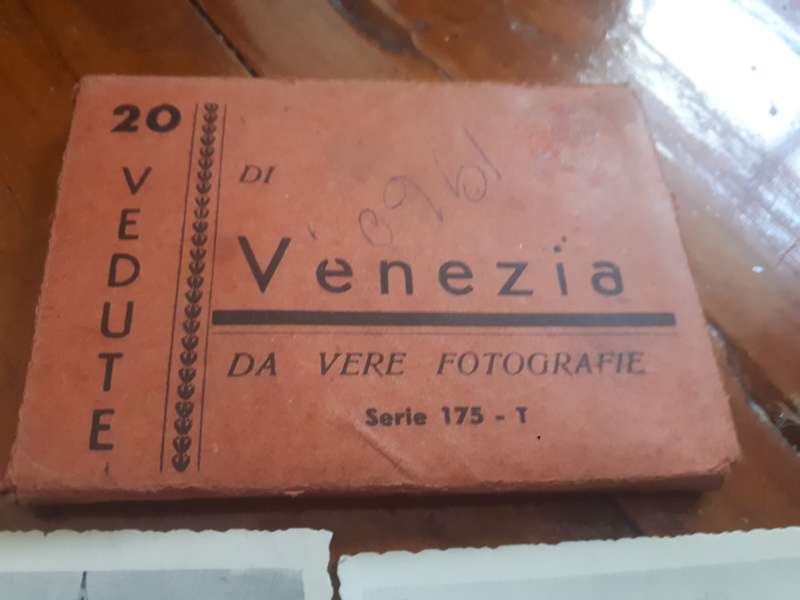 20 VEDUTE
DI
Venezia
DA VERE FOTOGRAFIE
Serie 175 - T